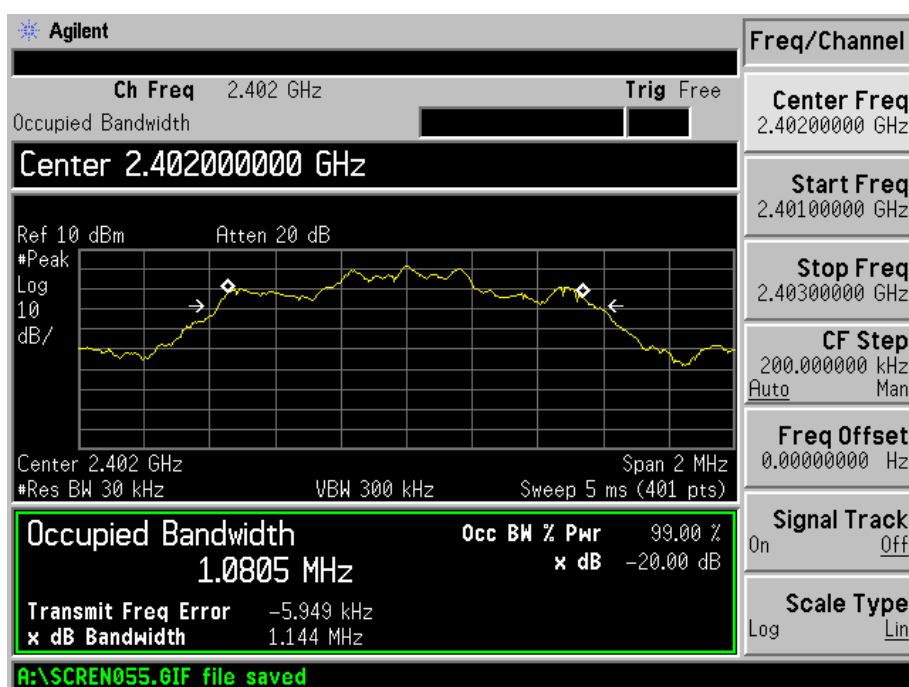 Agilent
Freq/Channel
Ch Freq 2.402 GHz Trig Free
Occupied Bandwidth
Center 2.402000000 GHz
Ref 10 dBm Atten 20 dB
#Peak
Log
10
dB/
Center 2.402 GHz Span 2 MHz
#Res BW 30 kHz VBW 300 kHz Sweep 5 ms (401 pts)
Occupied Bandwidth
1.0805 MHz
Occ BW % Pwr 99.00 %
x dB -20.00 dB
Transmit Freq Error -5.949 kHz
x dB Bandwidth 1.144 MHz
A:\SCREN055.GIF file saved
Center Freq
2.40200000 GHz
Start Freq
2.40100000 GHz
Stop Freq
2.40300000 GHz
CF Step
200.000000 kHz
Auto Man
Freq Offset
0.00000000 Hz
Signal Track
On Off
Scale Type
Log Lin